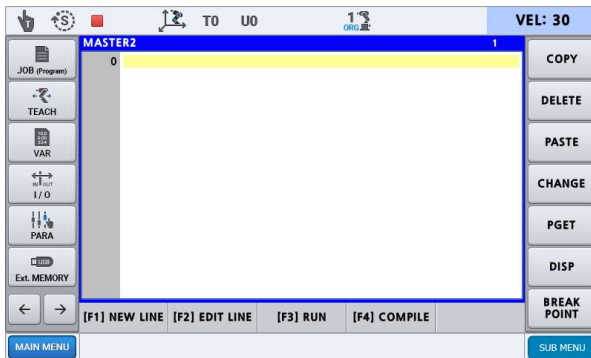 T0 U0 1 ORG VEL: 30
MASTER2 1
0
JOB (Program)
TEACH
VAR
IN OUT
I/O
PARA
USB
Ext. MEMORY
← →
COPY
DELETE
PASTE
CHANGE
PGET
DISP
BREAK
POINT
[F1] NEW LINE [F2] EDIT LINE [F3] RUN [F4] COMPILE
MAIN MENU SUB MENU